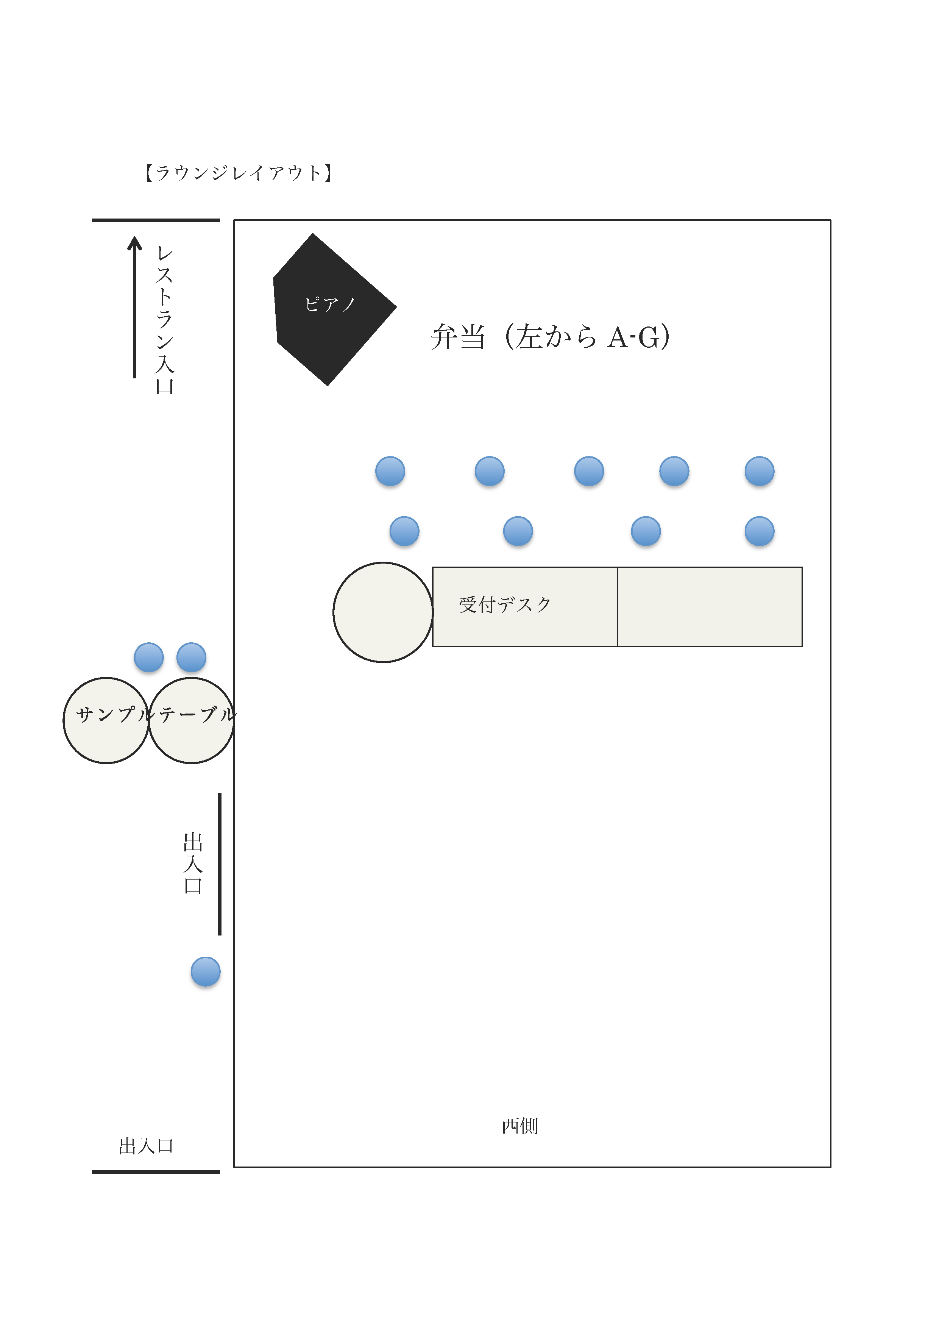 【ラウンジレイアウト】
レストラン入口
ピアノ
弁当（左から A-G）
受付デスク
サンプルテーブル
出入口
西側
出入口